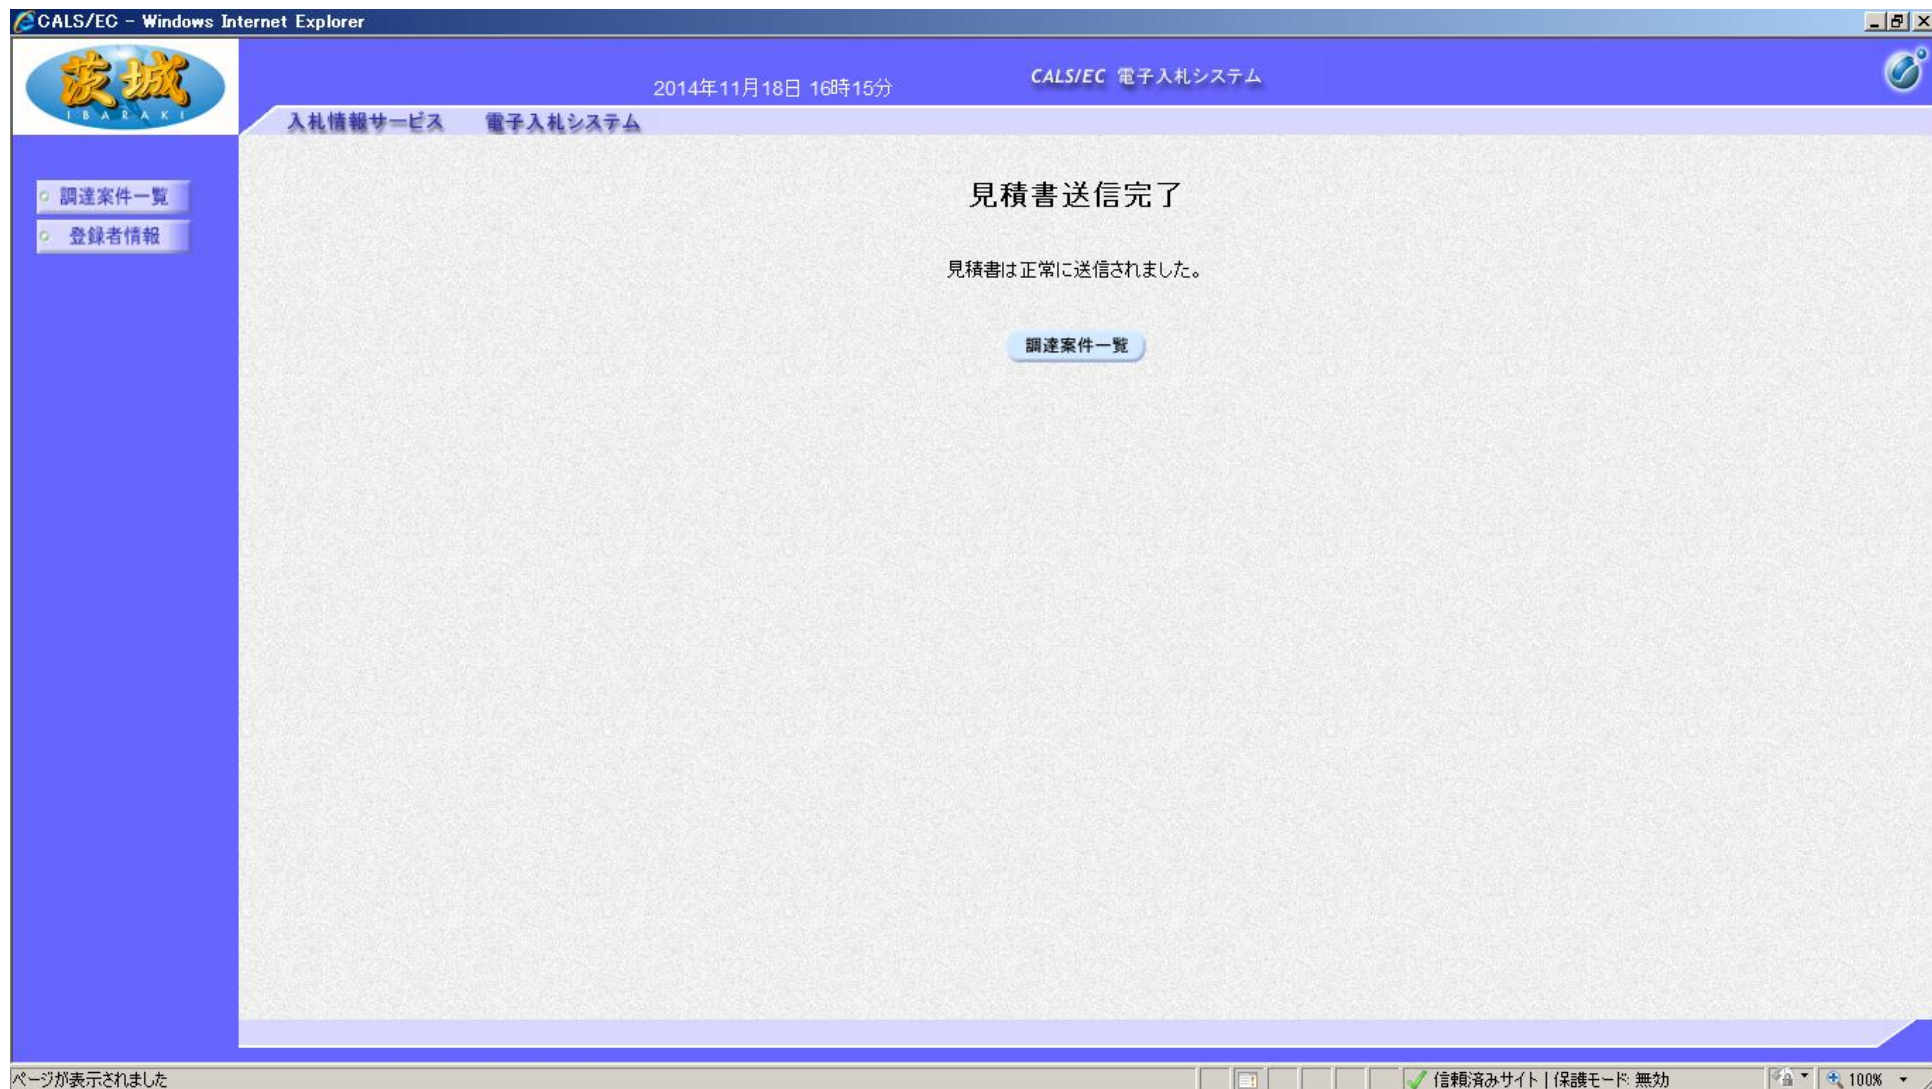 CALS/EC - Windows Internet Explorer
茨城
IBARAKI
2014年11月18日 16時15分
CALS/EC 電子入札システム
入札情報サービス
電子入札システム
調達案件一覧
登録者情報
見積書送信完了
見積書は正常に送信されました。
調達案件一覧
ページが表示されました
信頼済みサイト | 保護モード: 無効
100%